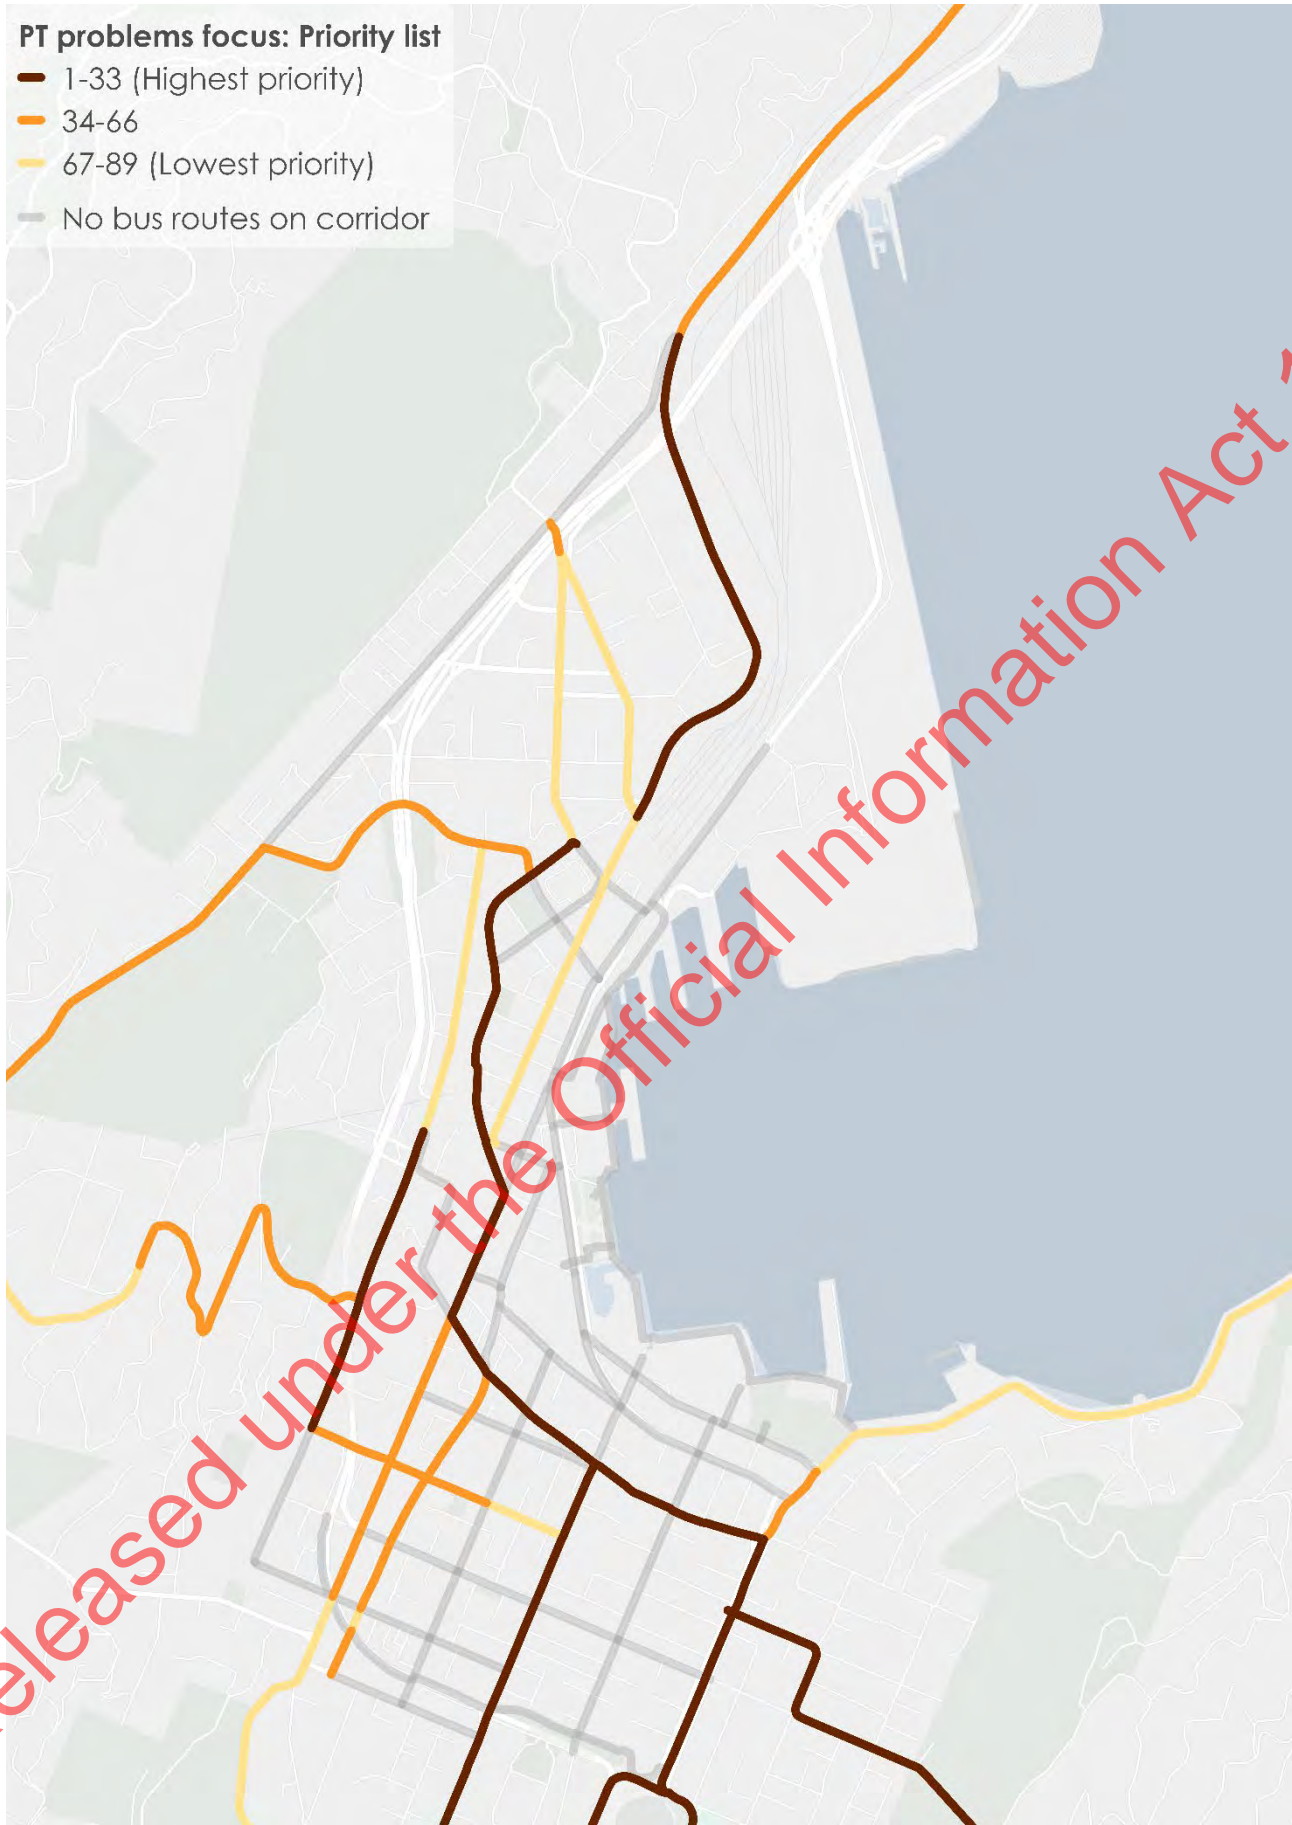 PT problems focus: Priority list
1-33 (Highest priority)
34-66
67-89 (Lowest priority)
No bus routes on corridor
eleased under the Official Information Act 1